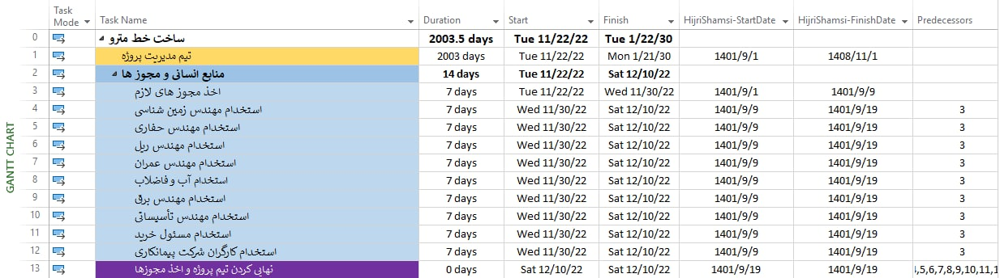 Task Mode Task Name Duration Start Finish HijriShamsi-StartDate HijriShamsi-FinishDate Predecessors
0 ساخت خط مترو 2003.5 days Tue 11/22/22 Tue 1/22/30
1 تیم مدیریت پروژه 2003 days Tue 11/22/22 Mon 1/21/30 1401/9/1 1408/11/1
2 منابع انسانی و مجوز ها 14 days Tue 11/22/22 Sat 12/10/22
3 اخذ مجوز های لازم 7 days Tue 11/22/22 Wed 11/30/22 1401/9/1 1401/9/9
4 استخدام مهندس زمین شناسی 7 days Wed 11/30/22 Sat 12/10/22 1401/9/9 1401/9/19 3
5 استخدام مهندس حفاری 7 days Wed 11/30/22 Sat 12/10/22 1401/9/9 1401/9/19 3
6 استخدام مهندس ریل 7 days Wed 11/30/22 Sat 12/10/22 1401/9/9 1401/9/19 3
7 استخدام مهندس عمران 7 days Wed 11/30/22 Sat 12/10/22 1401/9/9 1401/9/19 3
8 استخدام آب و فاضلاب 7 days Wed 11/30/22 Sat 12/10/22 1401/9/9 1401/9/19 3
9 استخدام مهندس برق 7 days Wed 11/30/22 Sat 12/10/22 1401/9/9 1401/9/19 3
10 استخدام مهندس تأسیساتی 7 days Wed 11/30/22 Sat 12/10/22 1401/9/9 1401/9/19 3
11 استخدام مسئول خرید 7 days Wed 11/30/22 Sat 12/10/22 1401/9/9 1401/9/19 3
12 استخدام کارگران شرکت پیمانکاری 7 days Wed 11/30/22 Sat 12/10/22 1401/9/9 1401/9/19 3
13 نهایی کردن تیم پروژه و اخذ مجوزها 0 days Sat 12/10/22 Sat 12/10/22 1401/9/19 1401/9/19 ,5,6,7,8,9,10,11,1
GANTT CHART